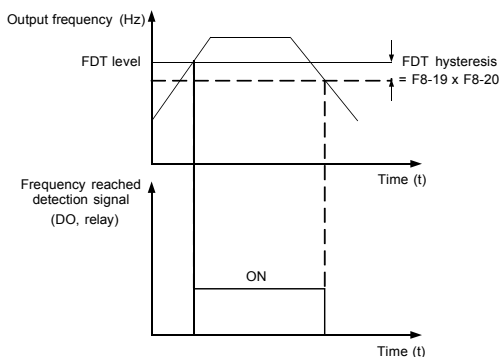 Output frequency (Hz)
FDT level
FDT hysteresis
= F8-19 x F8-20
Time (t)
Frequency reached
detection signal
(DO, relay)
ON
Time (t)